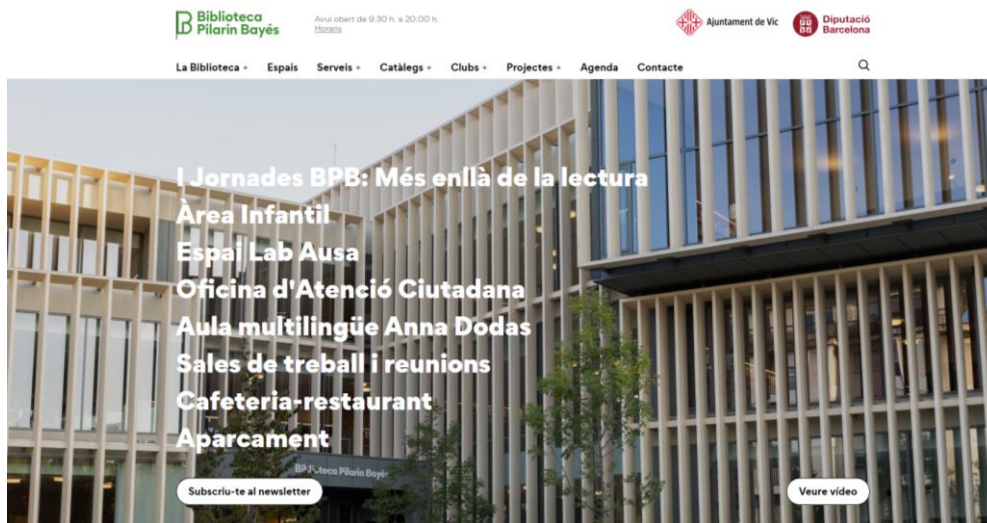 Biblioteca
Pilarin Bayés
Avui obert de 9:30 h. a 20:00 h.
Horaris
Ajuntament de Vic
Diputació
Barcelona
La Biblioteca +
Espais
Serveis +
Catàlegs +
Clubs +
Projectes +
Agenda
Contacte
I Jornades BPB: Més enllà de la lectura
Àrea Infantil
Espai Lab Ausa
Oficina d'Atenció Ciutadana
Aula multilingüe Anna Dodas
Sales de treball i reunions
Cafeteria-restaurant
Aparcament
Biblioteca Pilarin Bayés
Subscriu-te al newsletter
Veure vídeo